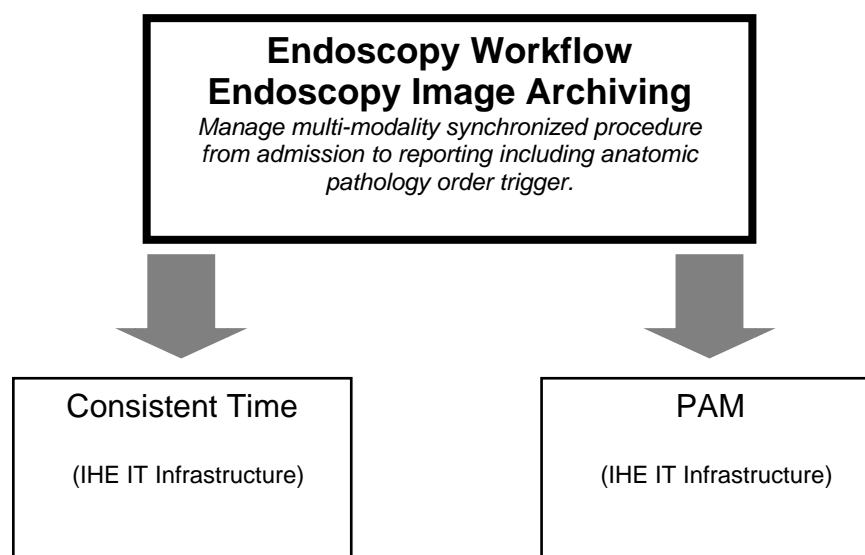 Endoscopy Workflow
Endoscopy Image Archiving
Manage multi-modality synchronized procedure
from admission to reporting including anatomic
pathology order trigger.
Consistent Time
(IHE IT Infrastructure)
PAM
(IHE IT Infrastructure)